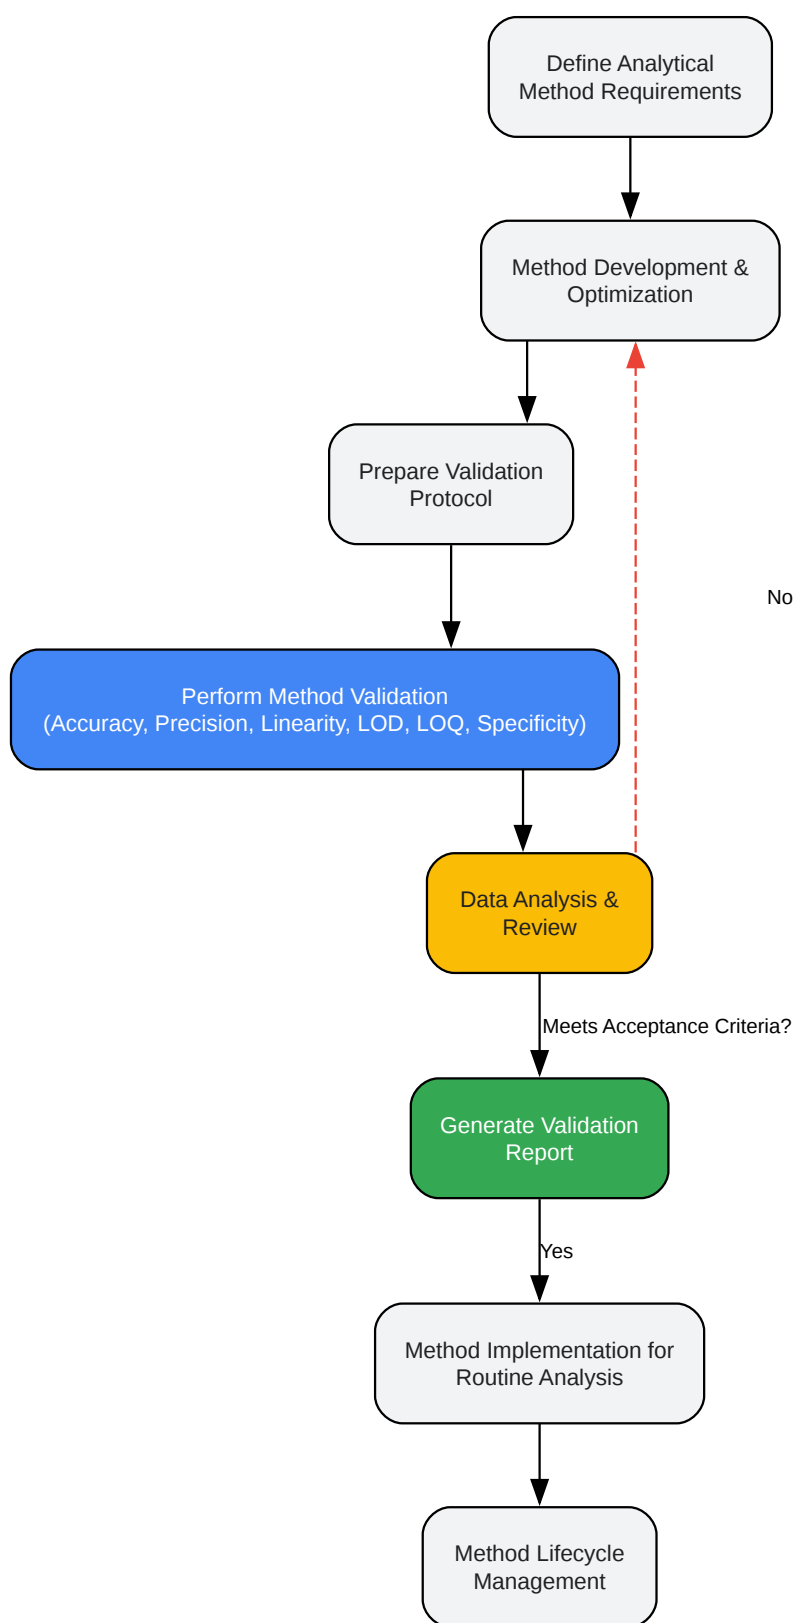 Define Analytical
Method Requirements
Method Development &
Optimization
Prepare Validation
Protocol
No
Perform Method Validation
(Accuracy, Precision, Linearity, LOD, LOQ, Specificity)
Data Analysis &
Review
Meets Acceptance Criteria?
Generate Validation
Report
Yes
Method Implementation for
Routine Analysis
Method Lifecycle
Management